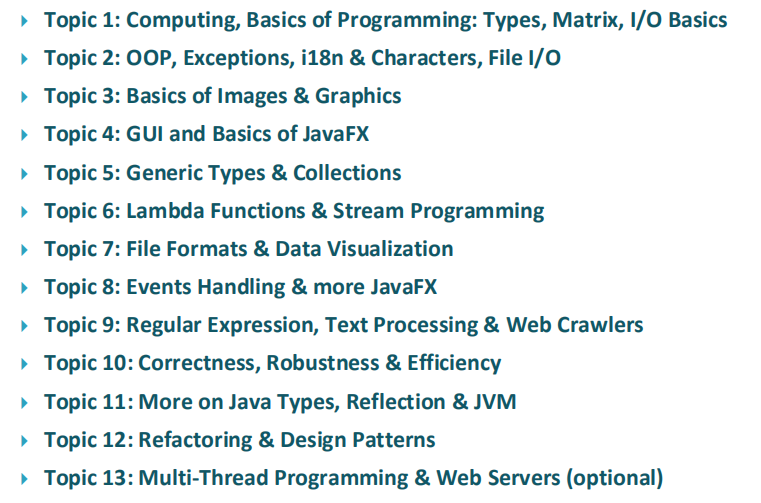 Topic 1: Computing, Basics of Programming: Types, Matrix, I/O Basics
Topic 2: OOP, Exceptions, i18n & Characters, File I/O
Topic 3: Basics of Images & Graphics
Topic 4: GUI and Basics of JavaFX
Topic 5: Generic Types & Collections
Topic 6: Lambda Functions & Stream Programming
Topic 7: File Formats & Data Visualization
Topic 8: Events Handling & more JavaFX
Topic 9: Regular Expression, Text Processing & Web Crawlers
Topic 10: Correctness, Robustness & Efficiency
Topic 11: More on Java Types, Reflection & JVM
Topic 12: Refactoring & Design Patterns
Topic 13: Multi-Thread Programming & Web Servers (optional)